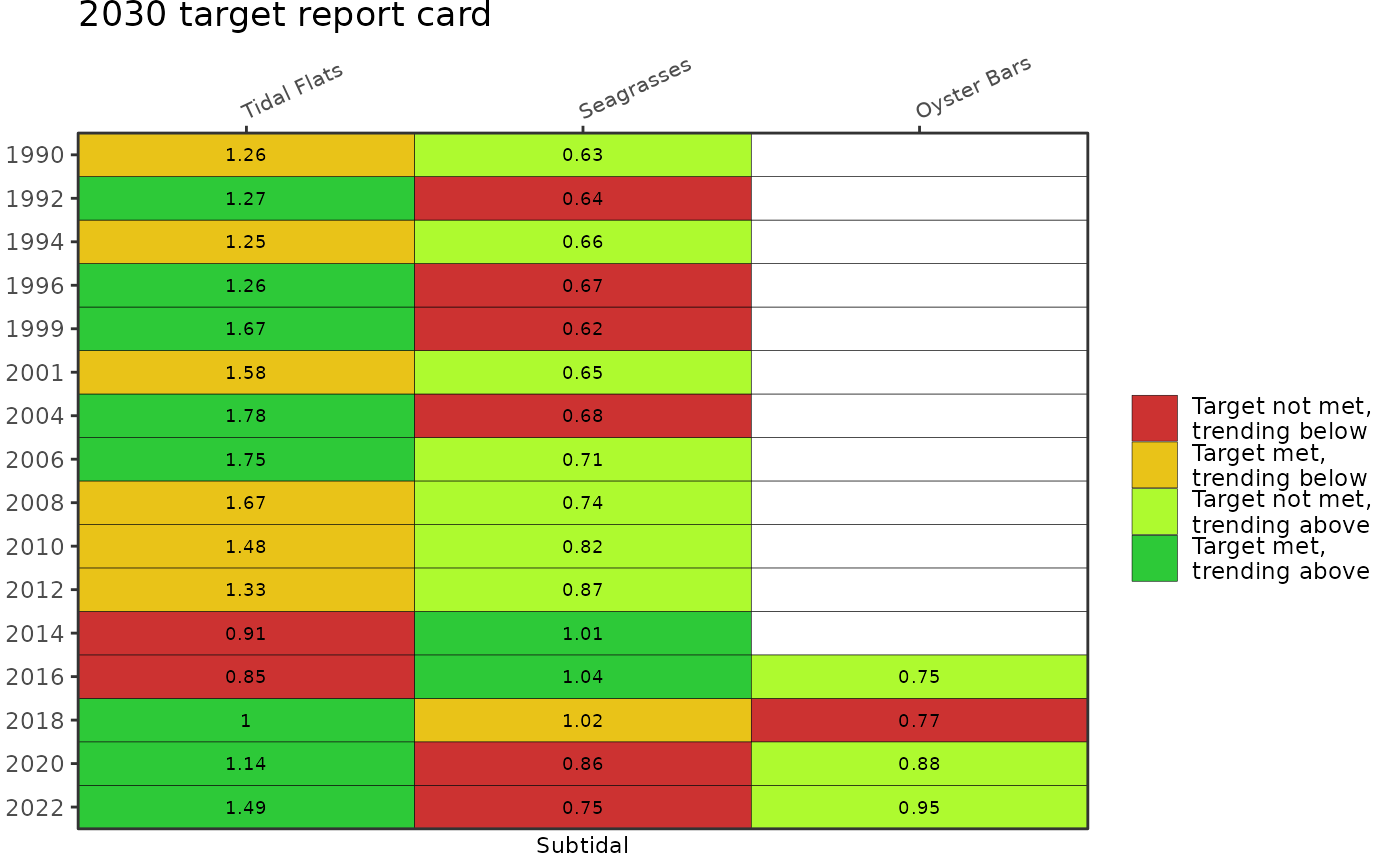 2030 target report card
Tidal Flats Seagrasses Oyster Bars
1990 1.26 0.63
1992 1.27 0.64
1994 1.25 0.66
1996 1.26 0.67
1999 1.67 0.62
2001 1.58 0.65
2004 1.78 0.68
2006 1.75 0.71
2008 1.67 0.74
2010 1.48 0.82
2012 1.33 0.87
2014 0.91 1.01
2016 0.85 1.04 0.75
2018 1 1.02 0.77
2020 1.14 0.86 0.88
2022 1.49 0.75 0.95
Subtidal
Target not met,
trending below
Target met,
trending below
Target not met,
trending above
Target met,
trending above